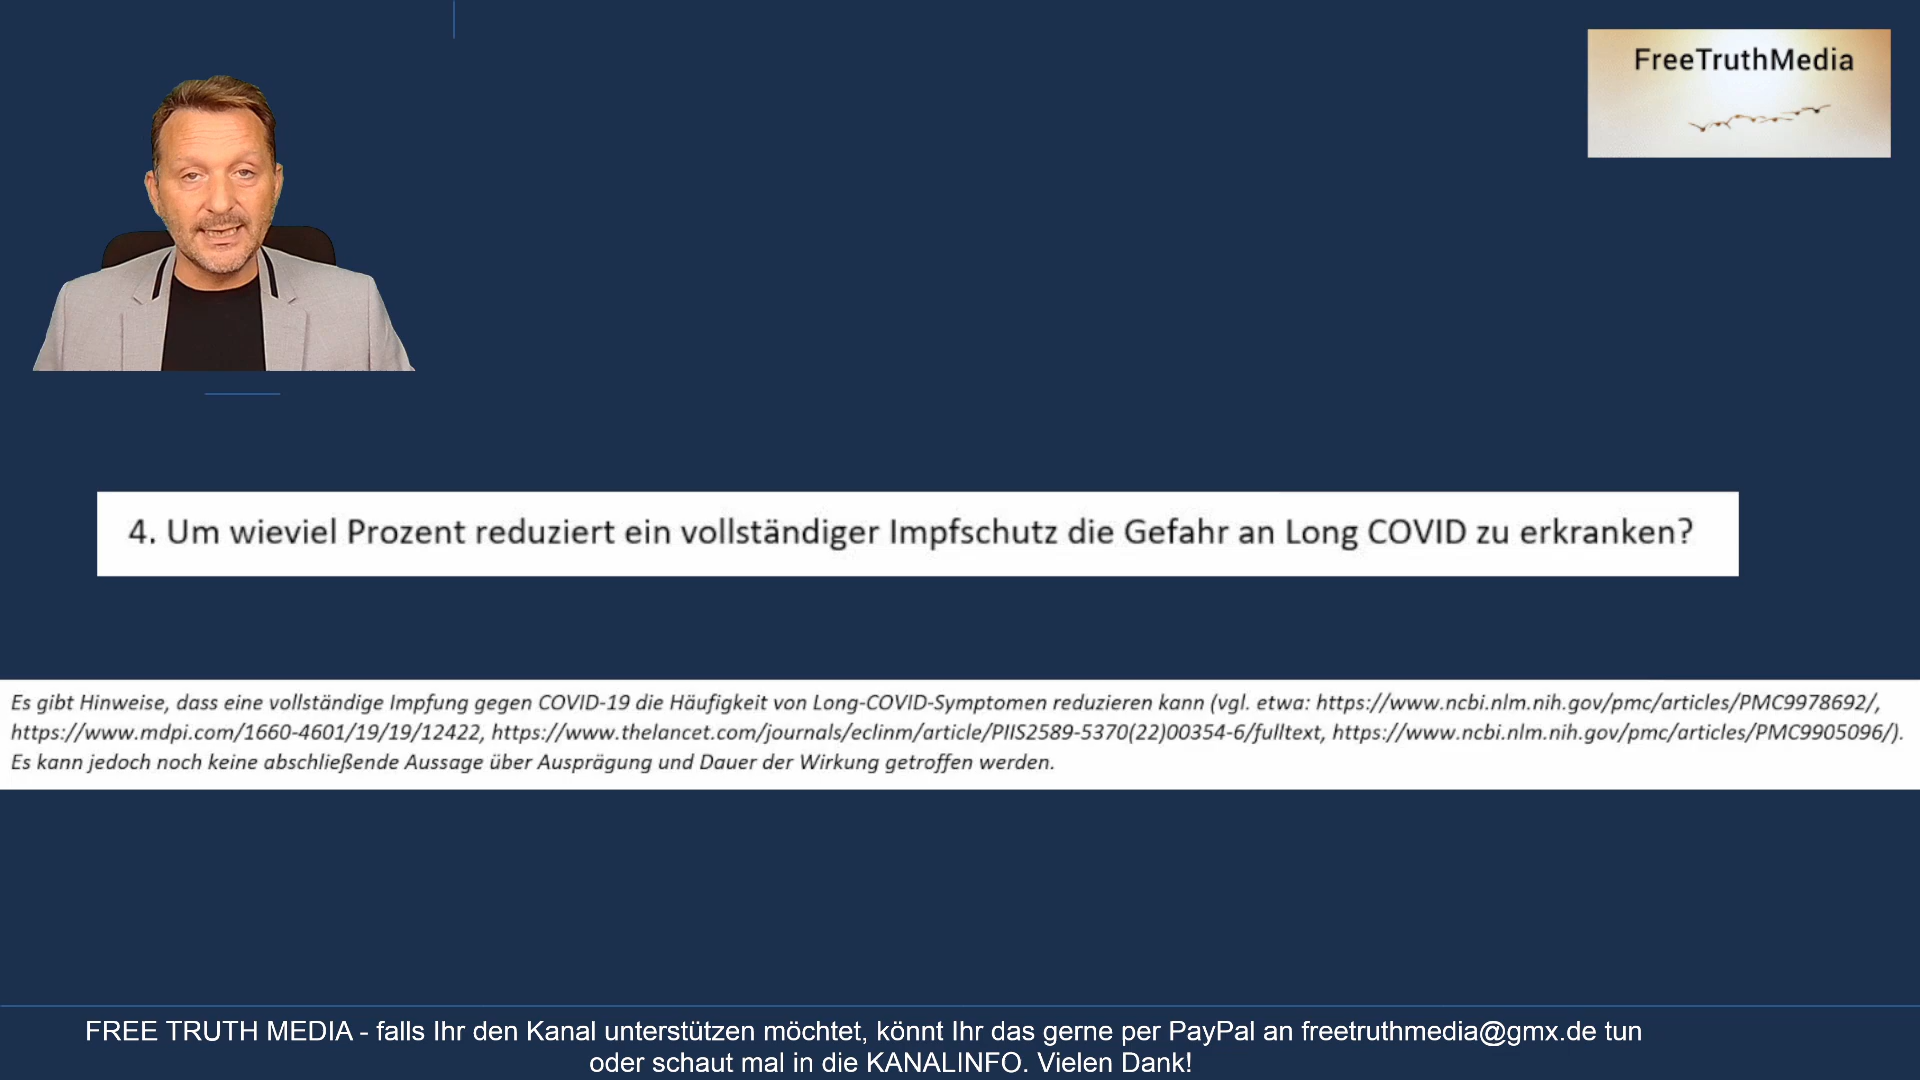 FreeTruthMedia
4. Um wieviel Prozent reduziert ein vollständiger Impfschutz die Gefahr an Long COVID zu erkranken?
Es gibt Hinweise, dass eine vollständige Impfung gegen COVID-19 die Häufigkeit von Long-COVID-Symptomen reduzieren kann (vgl. etwa: https://www.ncbi.nlm.nih.gov/pmc/articles/PMC9978692/,
https://www.mdpi.com/1660-4601/19/19/12422, https://www.thelancet.com/journals/eclinm/article/PIIS2589-5370(22)00354-6/fulltext, https://www.ncbi.nlm.nih.gov/pmc/articles/PMC9905096/).
Es kann jedoch noch keine abschließende Aussage über Ausprägung und Dauer der Wirkung getroffen werden.
FREE TRUTH MEDIA - falls Ihr den Kanal unterstützen möchtet, könnt Ihr das gerne per PayPal an freetruthmedia@gmx.de tun
oder schaut mal in die KANALINFO. Vielen Dank!